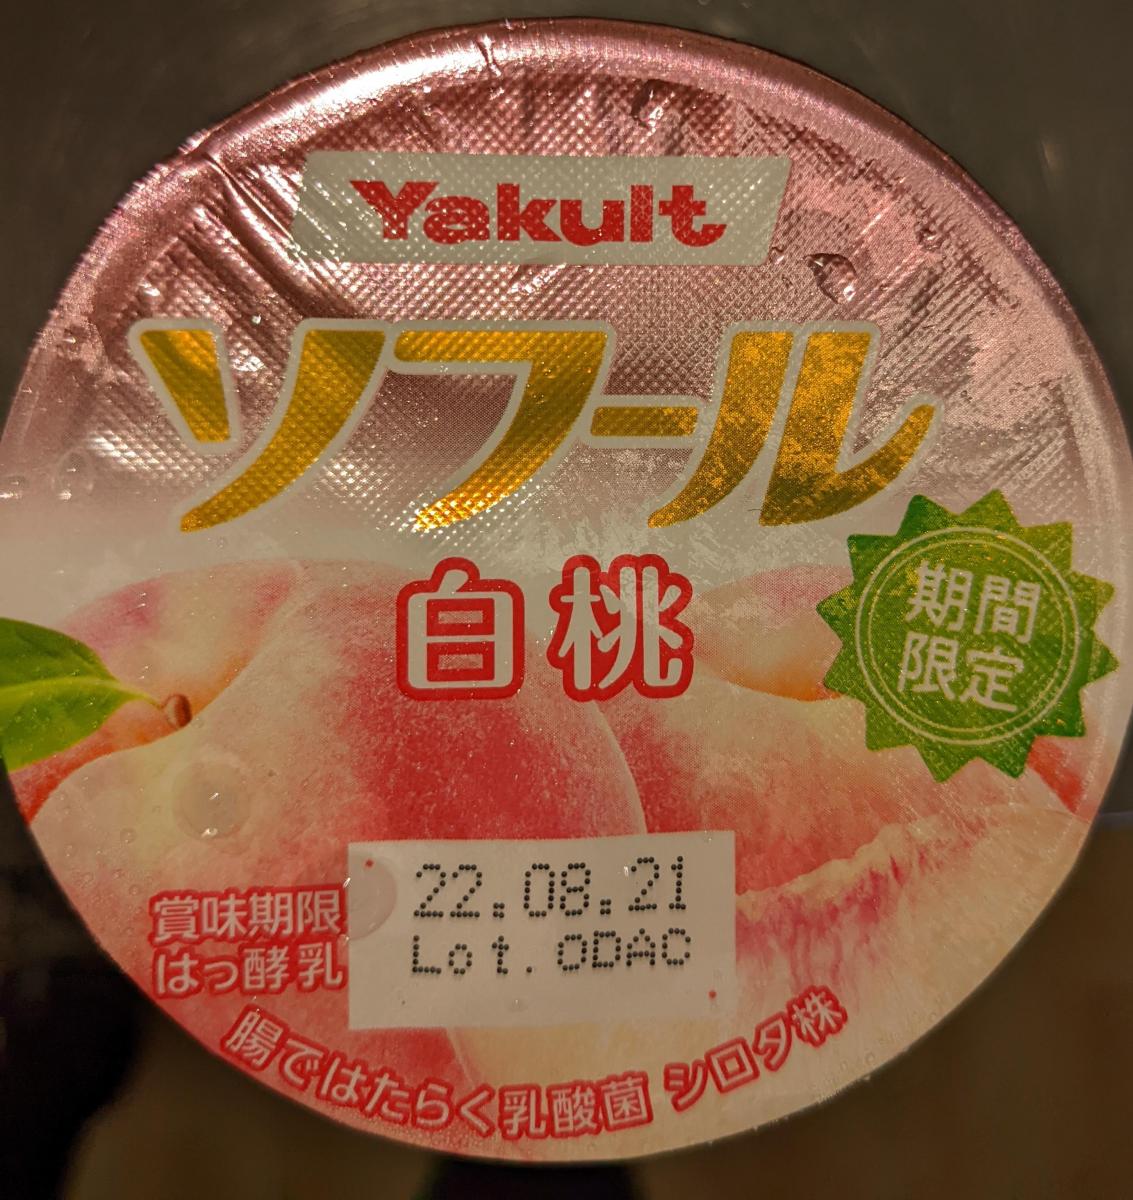 Yakult
ソフール
白桃
期間
限定
22.08.21
Lot. ODAC
賞味期限
はっ酵乳
腸ではたらく乳酸菌 シロタ株